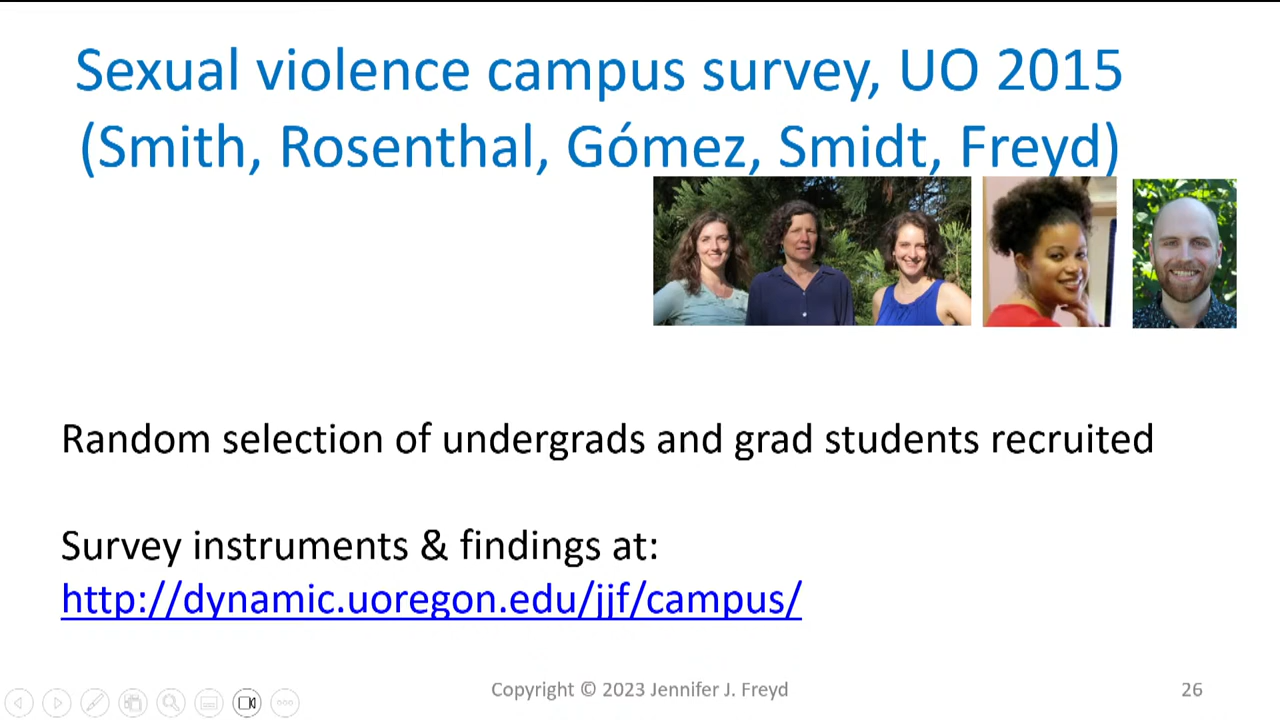 Sexual violence campus survey, UO 2015
(Smith, Rosenthal, Gómez, Smidt, Freyd)
Random selection of undergrads and grad students recruited
Survey instruments & findings at:
http://dynamic.uoregon.edu/jjf/campus/
Copyright © 2023 Jennifer J. Freyd
26